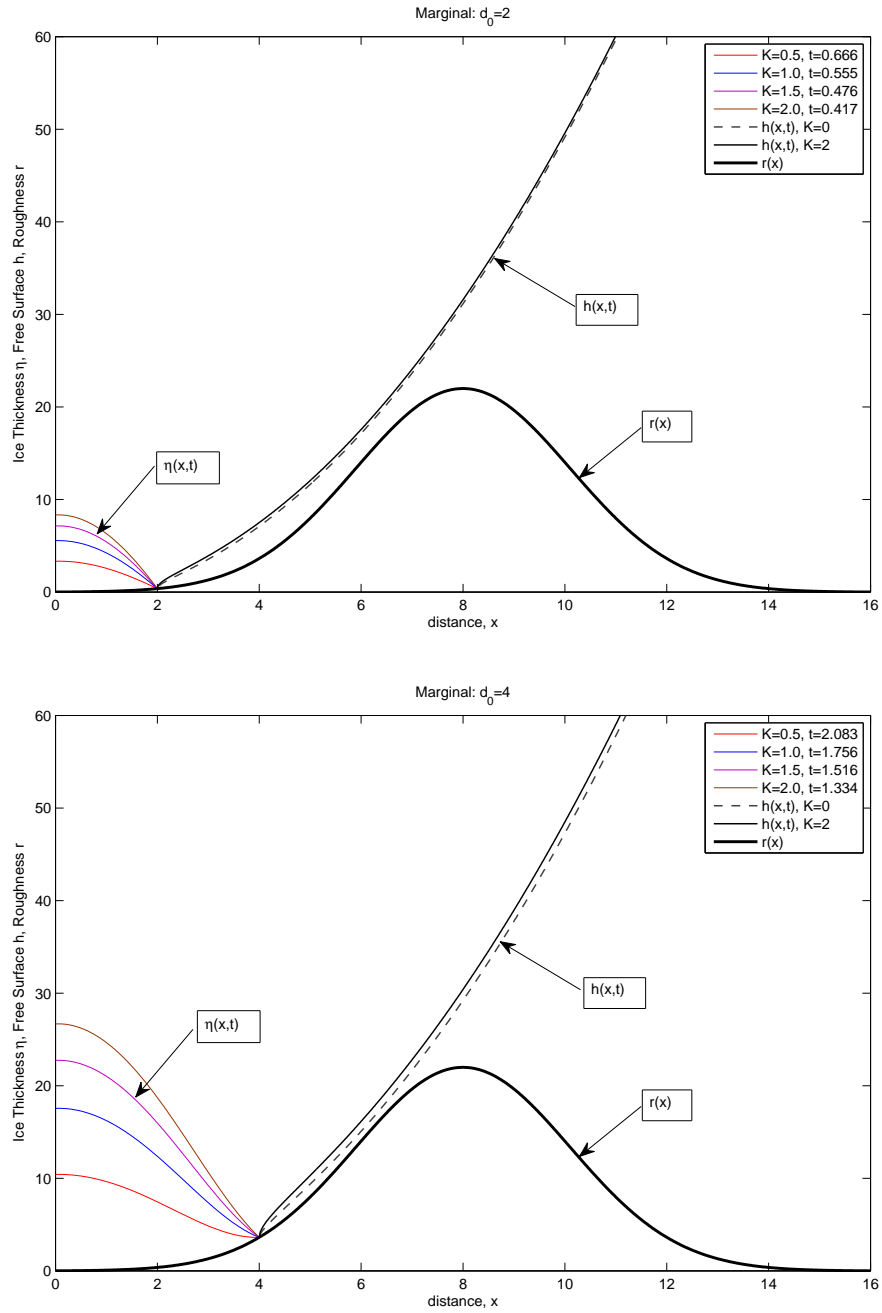 Marginal: d0=2
Ice Thickness η, Free Surface h, Roughness r
60
50
40
30
20
10
0
K=0.5, t=0.666
K=1.0, t=0.555
K=1.5, t=0.476
K=2.0, t=0.417
h(x,t), K=0
h(x,t), K=2
r(x)
h(x,t)
r(x)
η(x,t)
0 2 4 6 8 10 12 14 16
distance, x
Marginal: d0=4
Ice Thickness η, Free Surface h, Roughness r
60
50
40
30
20
10
0
K=0.5, t=2.083
K=1.0, t=1.756
K=1.5, t=1.516
K=2.0, t=1.334
h(x,t), K=0
h(x,t), K=2
r(x)
h(x,t)
η(x,t)
r(x)
0 2 4 6 8 10 12 14 16
distance, x